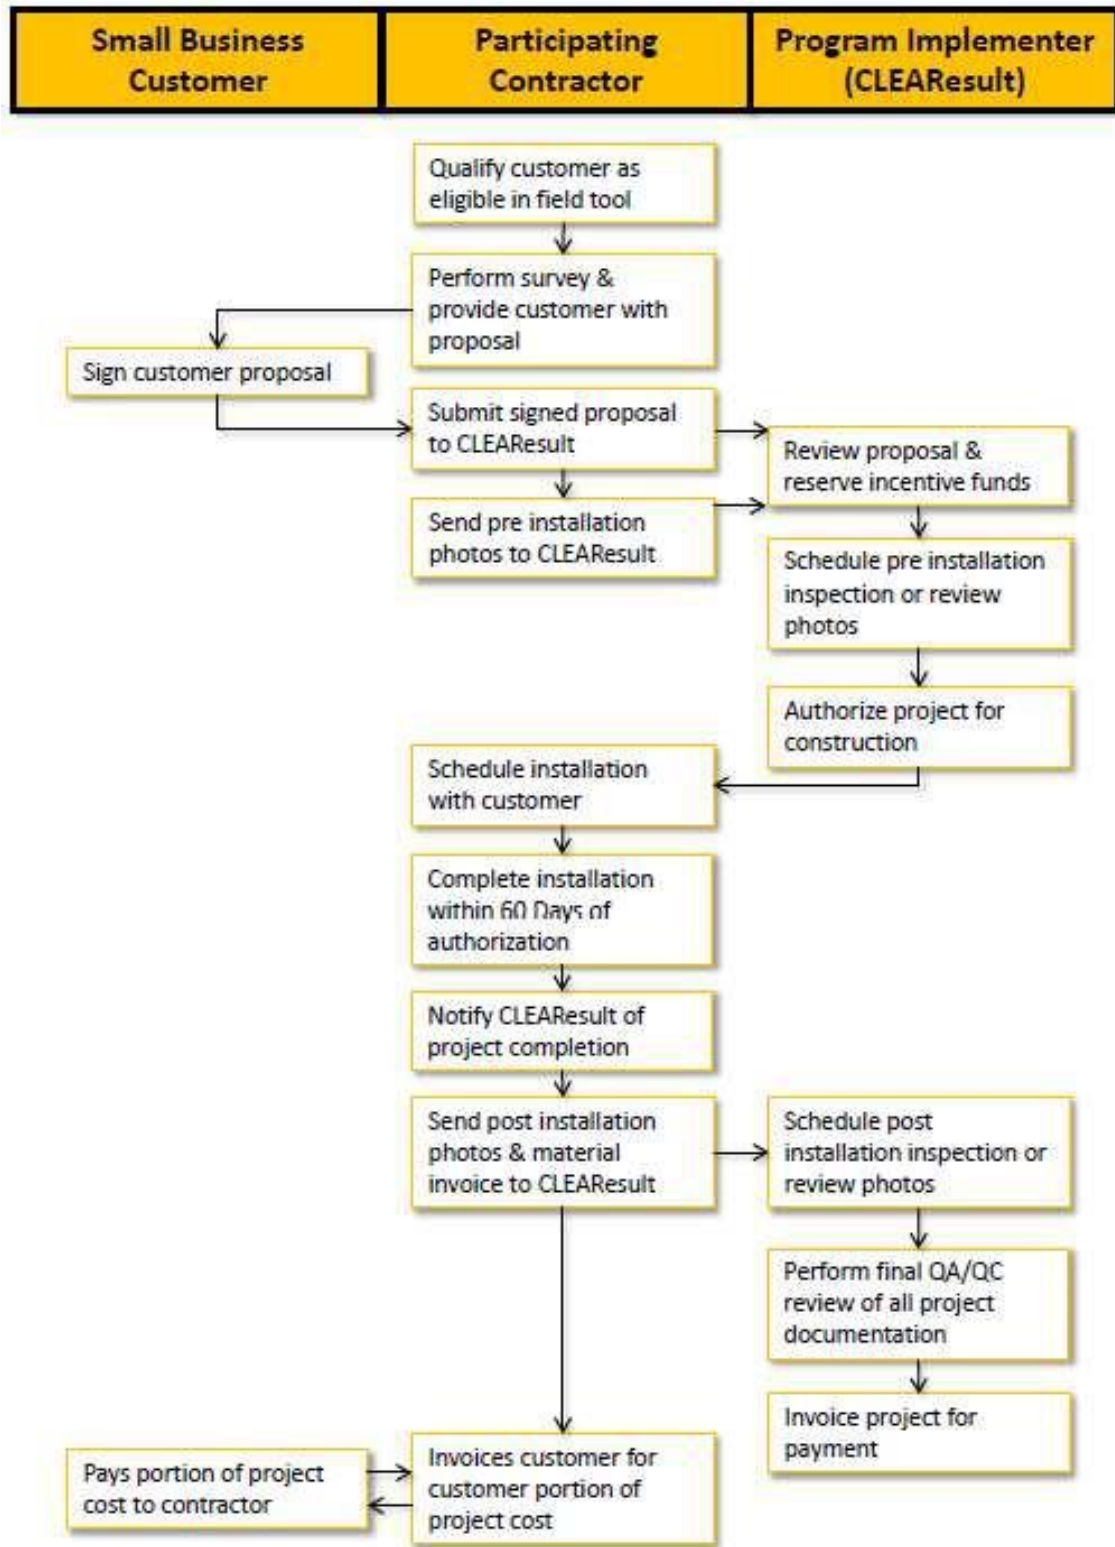 Small Business
Customer
Participating
Contractor
Program Implementer
(CLEAResult)
Qualify customer as
eligible in field tool
Perform survey &
provide customer with
proposal
Sign customer proposal
Submit signed proposal
to CLEAResult
Review proposal &
reserve incentive funds
Send pre installation
photos to CLEAResult
Schedule pre installation
inspection or review
photos
Authorize project for
construction
Schedule installation
with customer
Complete installation
within 60 Days of
authorization
Notify CLEAResult of
project completion
Send post installation
photos & material
invoice to CLEAResult
Schedule post
installation inspection or
review photos
Perform final QA/QC
review of all project
documentation
Invoice project for
payment
Invoices customer for
customer portion of
project cost
Pays portion of project
cost to contractor